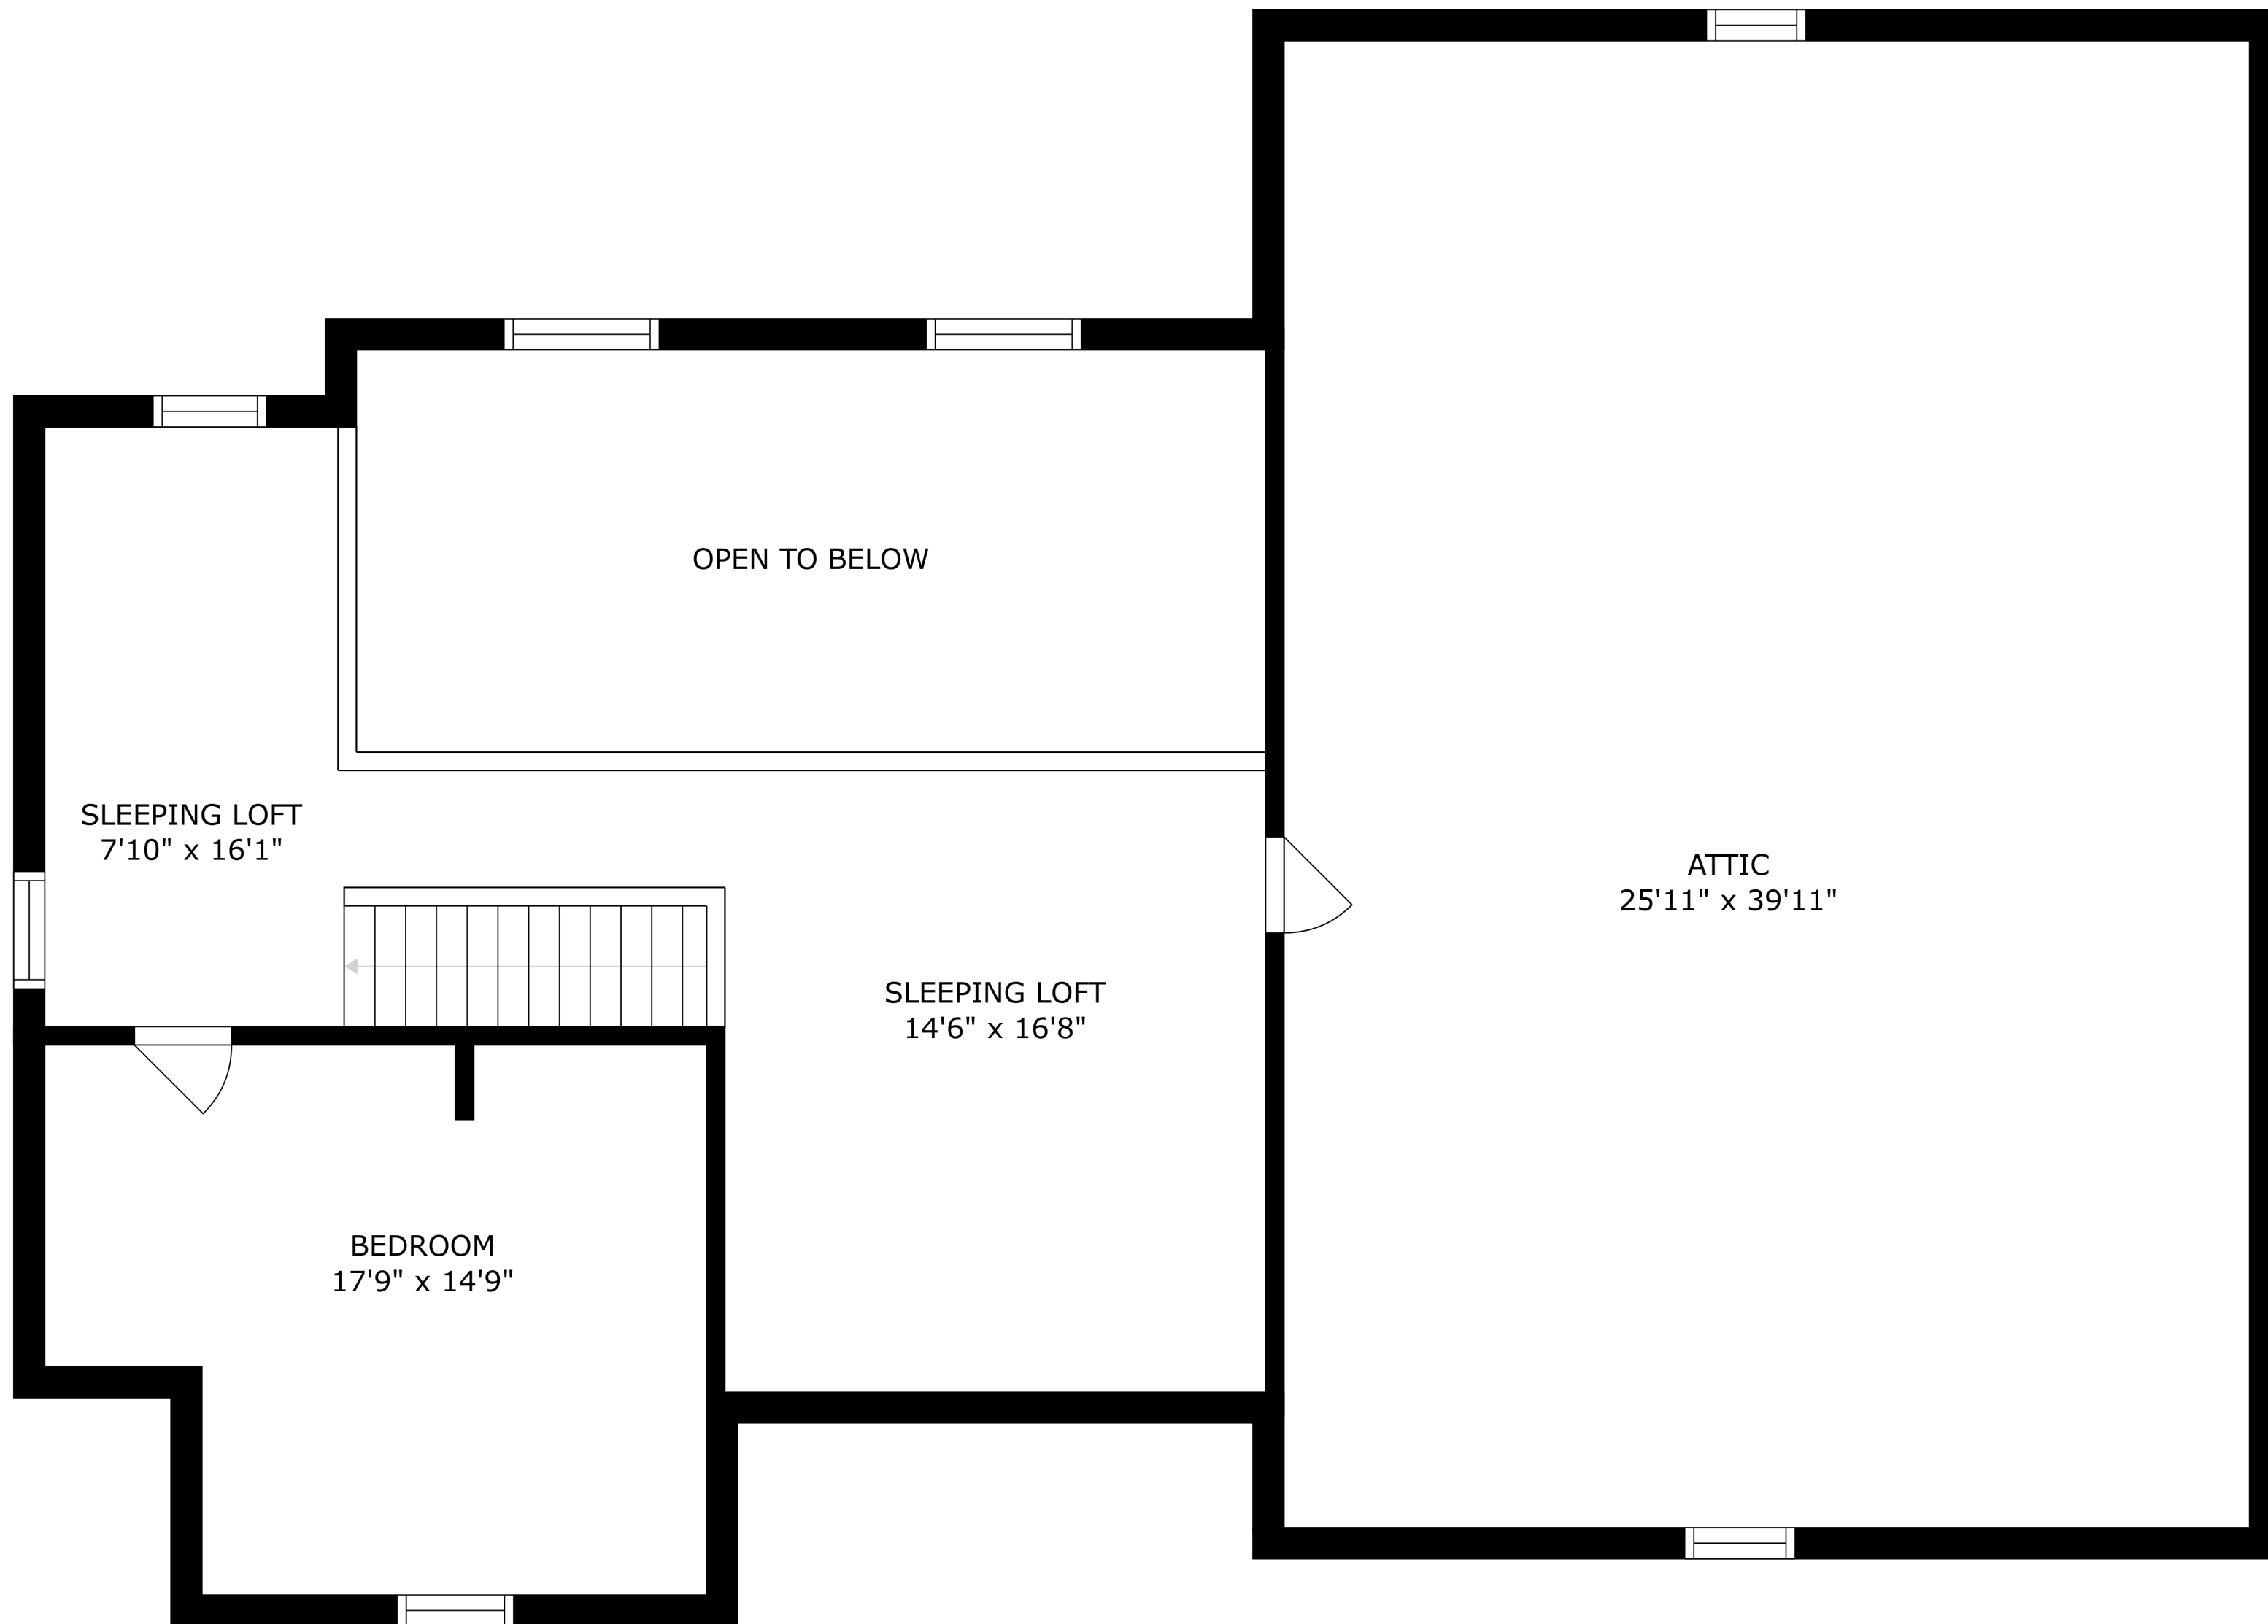 OPEN TO BELOW
SLEEPING LOFT
7'10" x 16'1"
ATTIC
25'11" x 39'11"
SLEEPING LOFT
14'6" x 16'8"
BEDROOM
17'9" x 14'9"